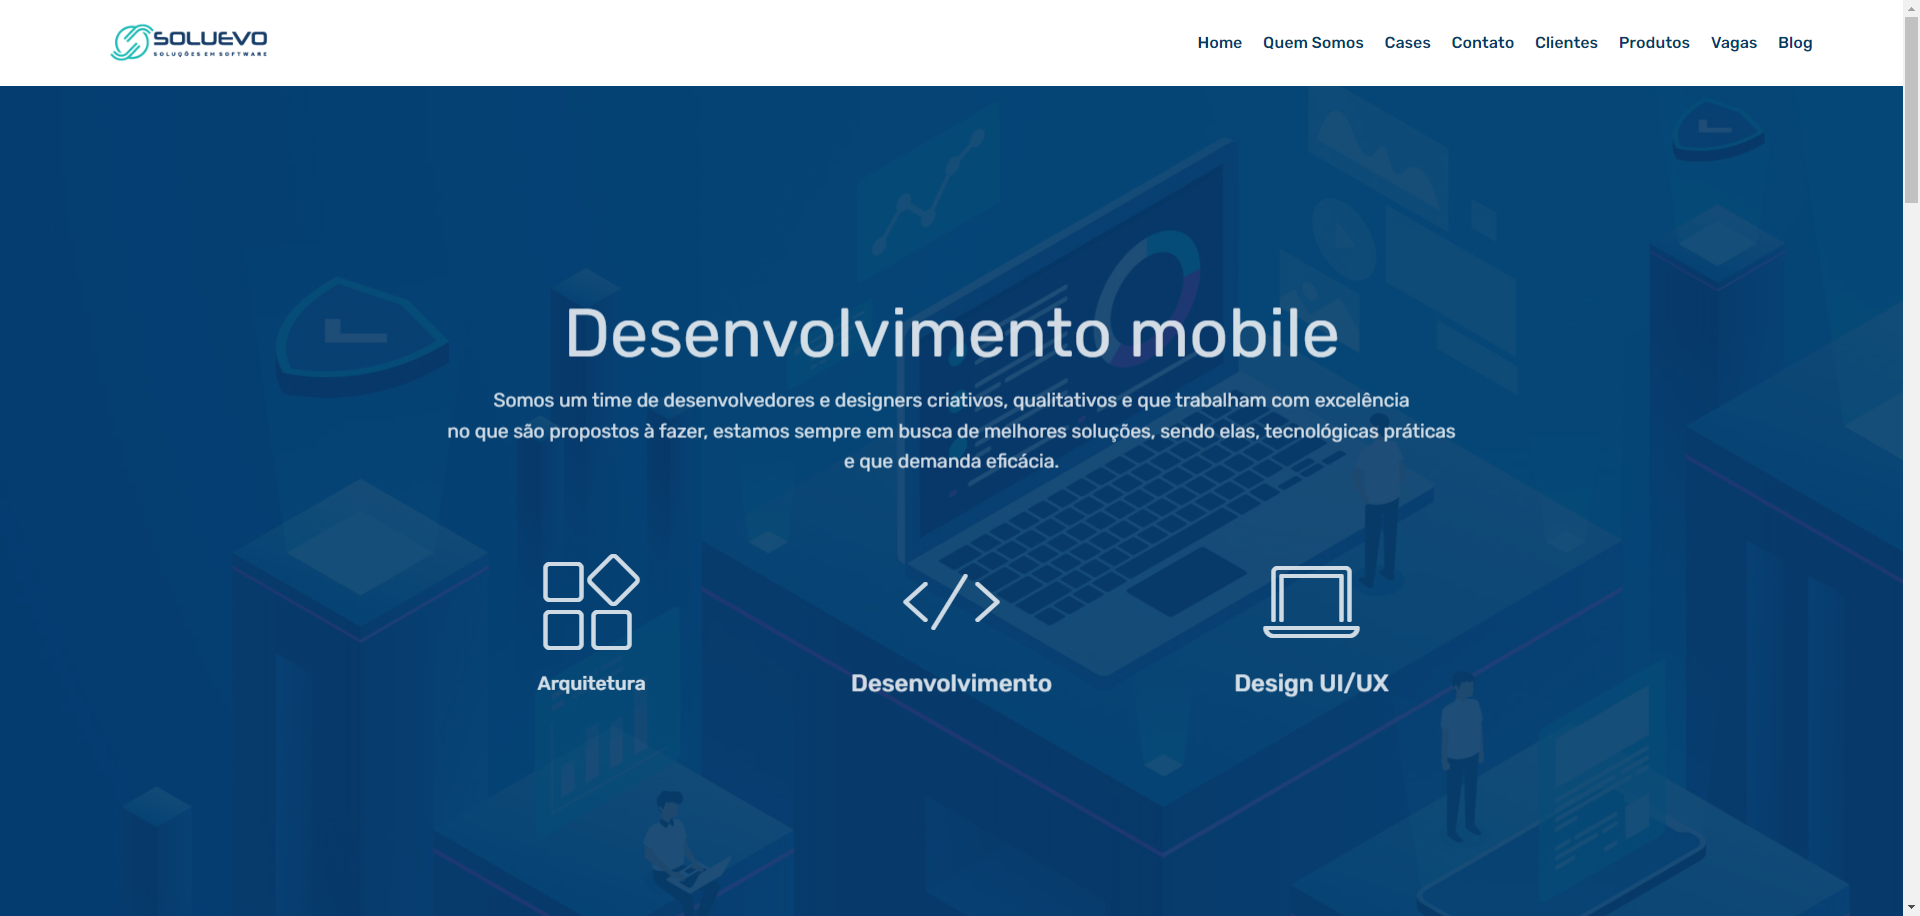 SOLUEVO
SOLUÇÕES EM SOFTWARE
Home Quem Somos Cases Contato Clientes Produtos Vagas Blog
Desenvolvimento mobile
Somos um time de desenvolvedores e designers criativos, qualitativos e que trabalham com excelência
no que são propostos à fazer, estamos sempre em busca de melhores soluções, sendo elas, tecnológicas práticas
e que demanda eficácia.
Arquitetura
Desenvolvimento
Design UI/UX